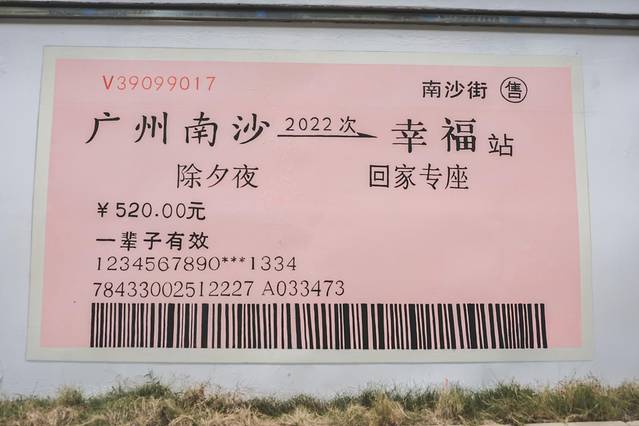 V39099017 南沙街 售
广州南沙 2022次 幸福站
除夕夜 回家专座
￥520.00元
一辈子有效
1234567890***1334
78433002512227 A033473